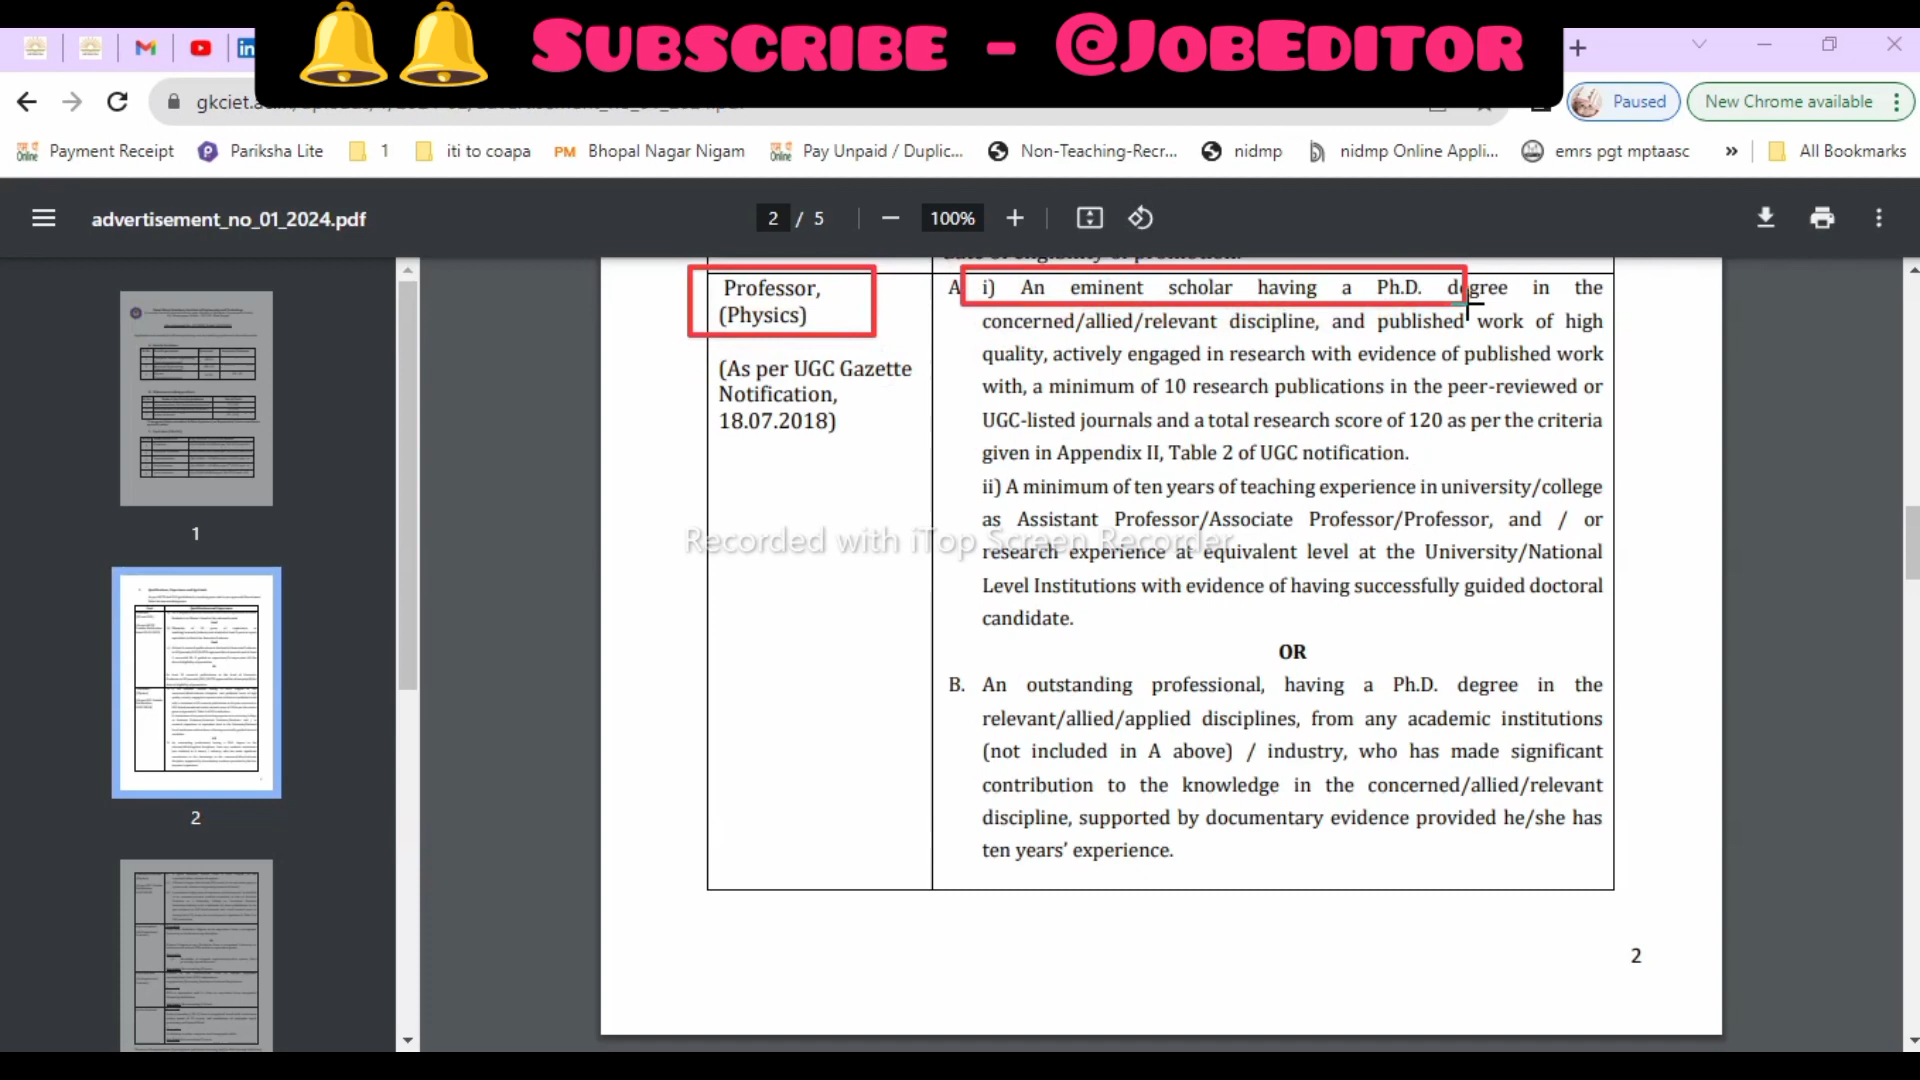 SUBSCRIBE - @JOBEDITOR
in
Paused
New Chrome available
Payment Receipt
Pariksha Lite
1
iti to coapa
PM Bhopal Nagar Nigam
Online Pay Unpaid / Duplic...
Non-Teaching-Recr...
nidmp
nidmp Online Appli...
emrs pgt mptaasc
»
All Bookmarks
advertisement_no_01_2024.pdf
2 / 5
100%
Professor,
(Physics)
(As per UGC Gazette
Notification,
18.07.2018)
A i) An eminent scholar having a Ph.D. degree in the
concerned/allied/relevant discipline, and published work of high
quality, actively engaged in research with evidence of published work
with, a minimum of 10 research publications in the peer-reviewed or
UGC-listed journals and a total research score of 120 as per the criteria
given in Appendix II, Table 2 of UGC notification.
ii) A minimum of ten years of teaching experience in university/college
as Assistant Professor/Associate Professor/Professor, and / or
research experience at equivalent level at the University/National
Level Institutions with evidence of having successfully guided doctoral
candidate.
OR
B. An outstanding professional, having a Ph.D. degree in the
relevant/allied/applied disciplines, from any academic institutions
(not included in A above) / industry, who has made significant
contribution to the knowledge in the concerned/allied/relevant
discipline, supported by documentary evidence provided he/she has
ten years' experience.
2
Recorded with iTop Screen Recorder
1
2